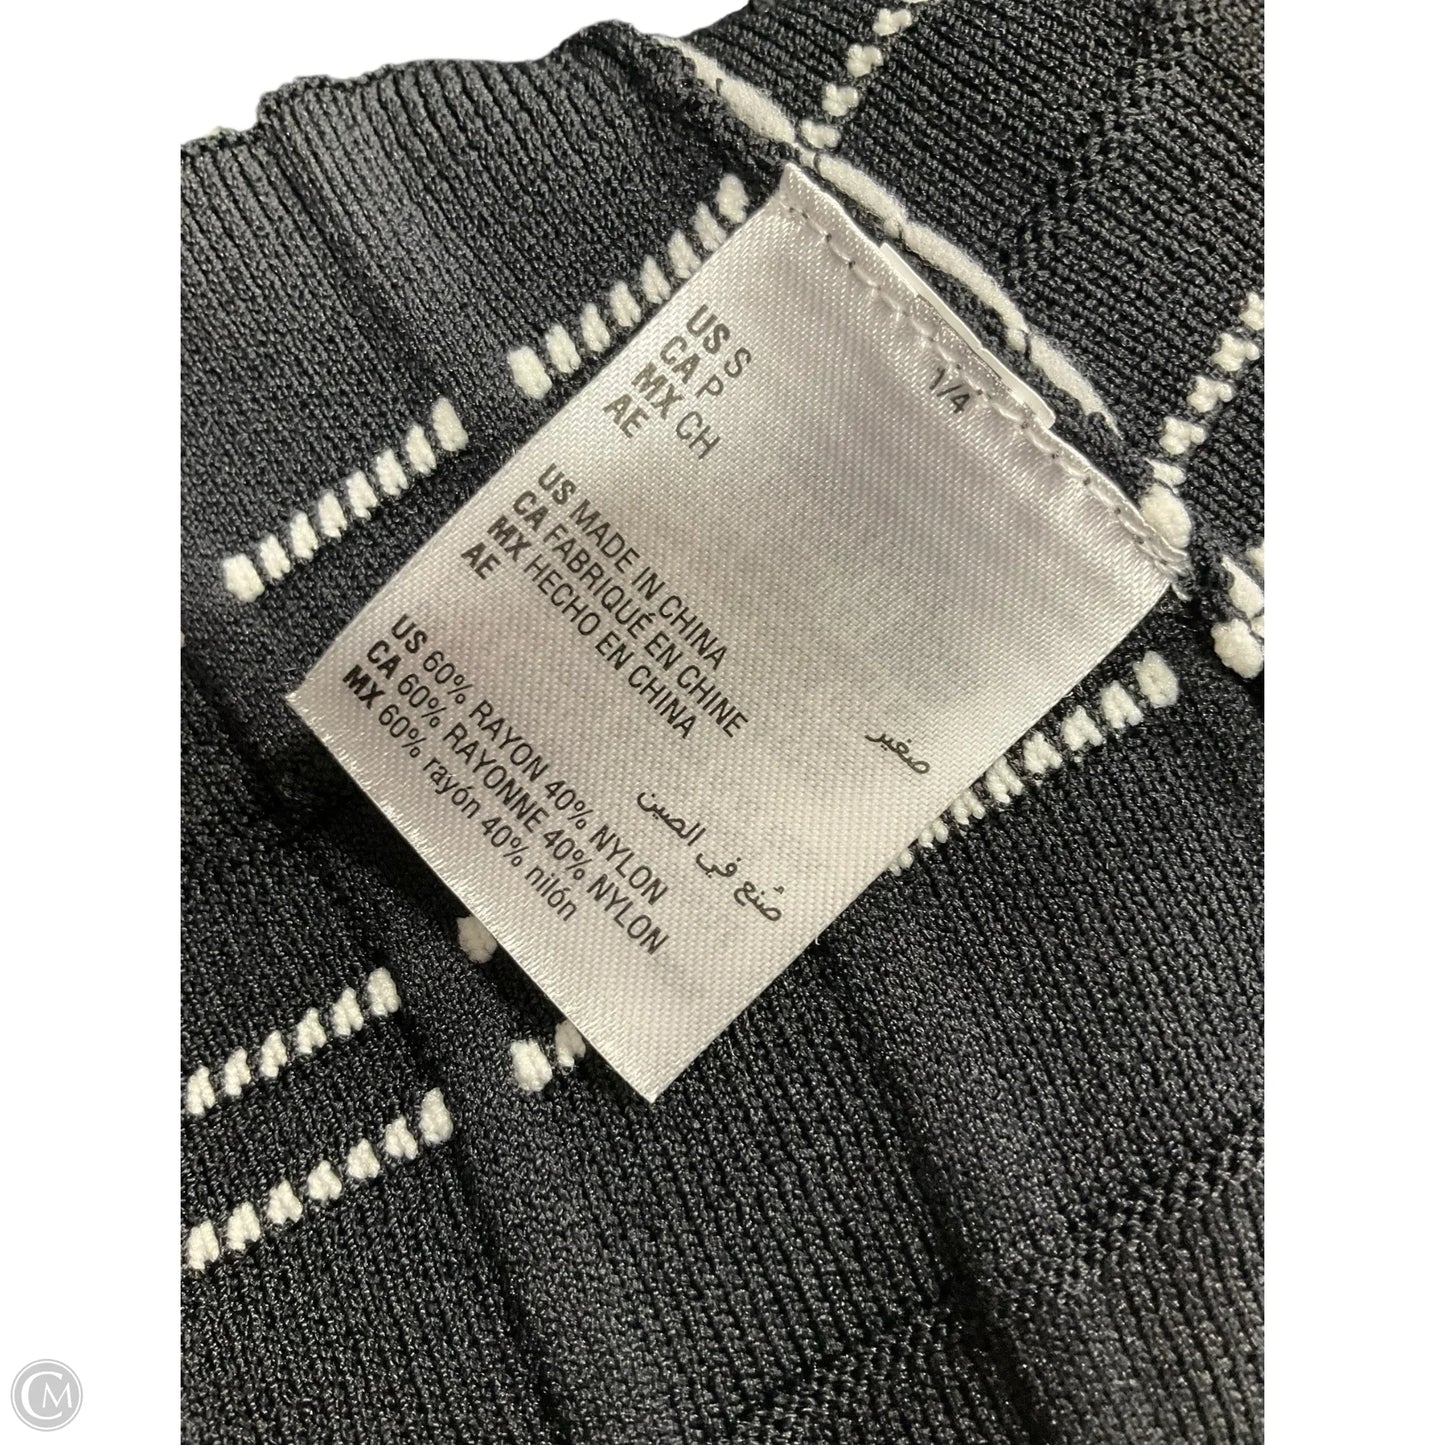 1/4
US S
CA P
MX CH
AE صغير
US MADE IN CHINA
CA FABRIQUÉ EN CHINE
MX HECHO EN CHINA
AE صُنع في الصين
US 60% RAYON 40% NYLON
CA 60% RAYONNE 40% NYLON
MX 60% rayón 40% nilón
CM